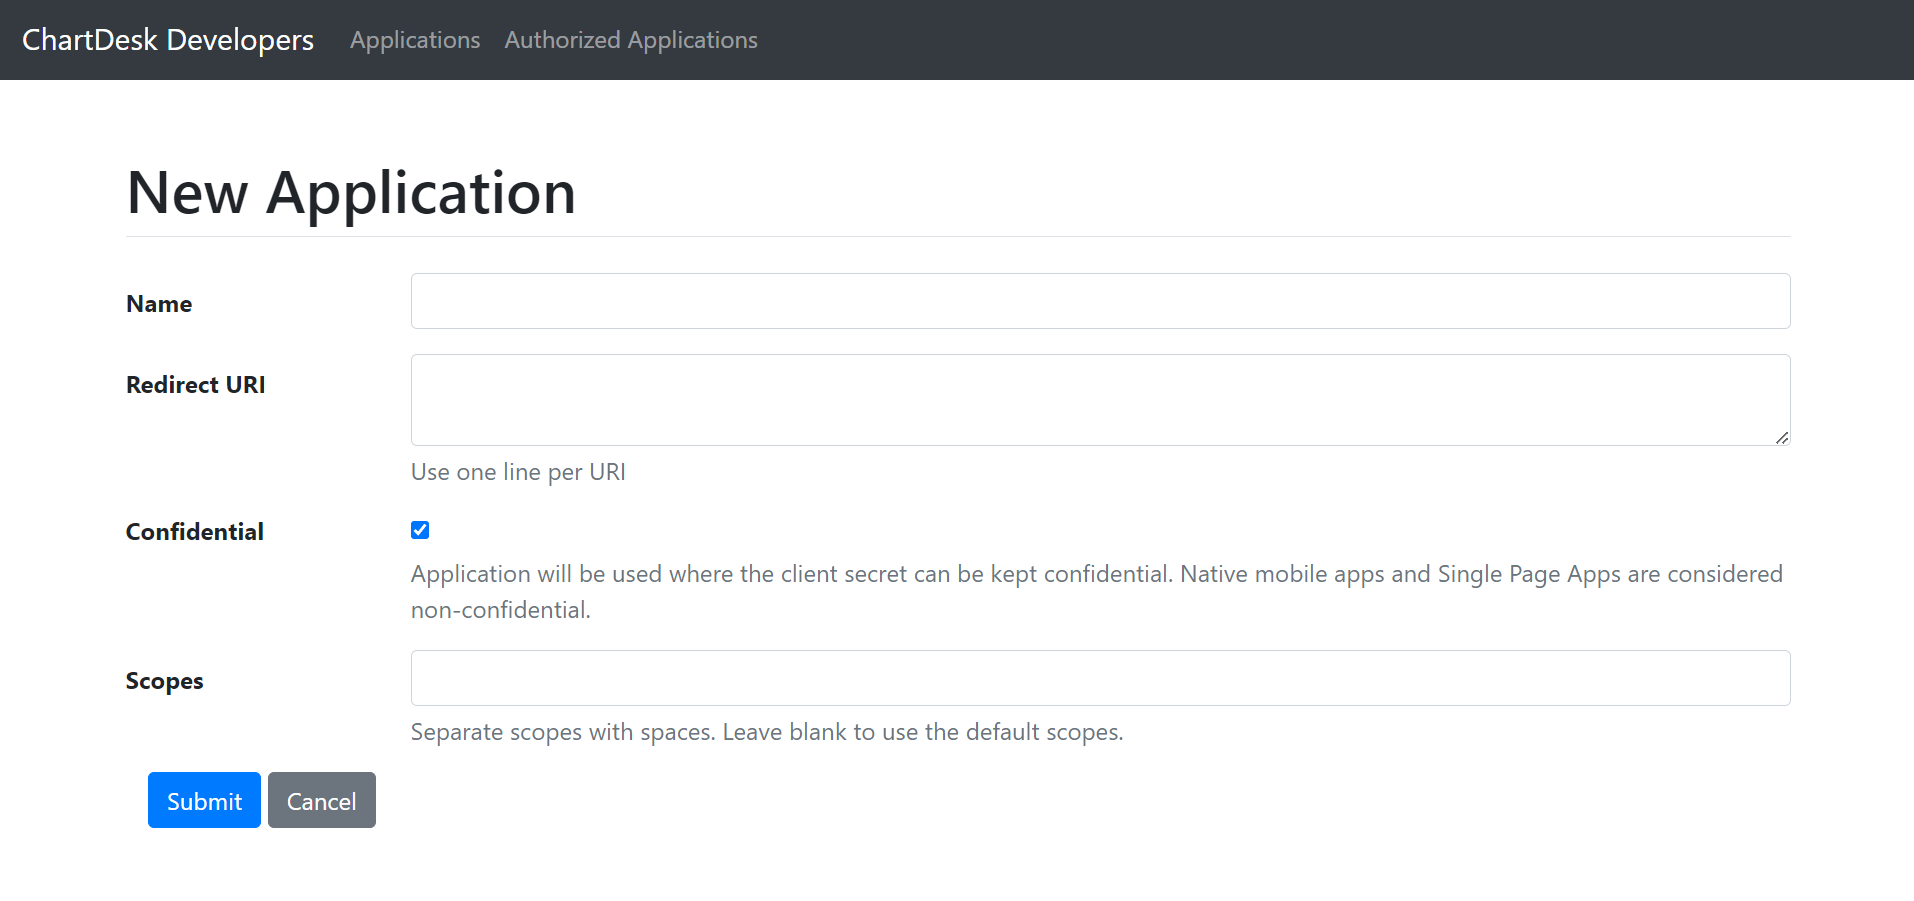 ChartDesk Developers Applications Authorized Applications
New Application
Name
Redirect URI
Use one line per URI
Confidential
Application will be used where the client secret can be kept confidential. Native mobile apps and Single Page Apps are considered
non-confidential.
Scopes
Separate scopes with spaces. Leave blank to use the default scopes.
Submit Cancel